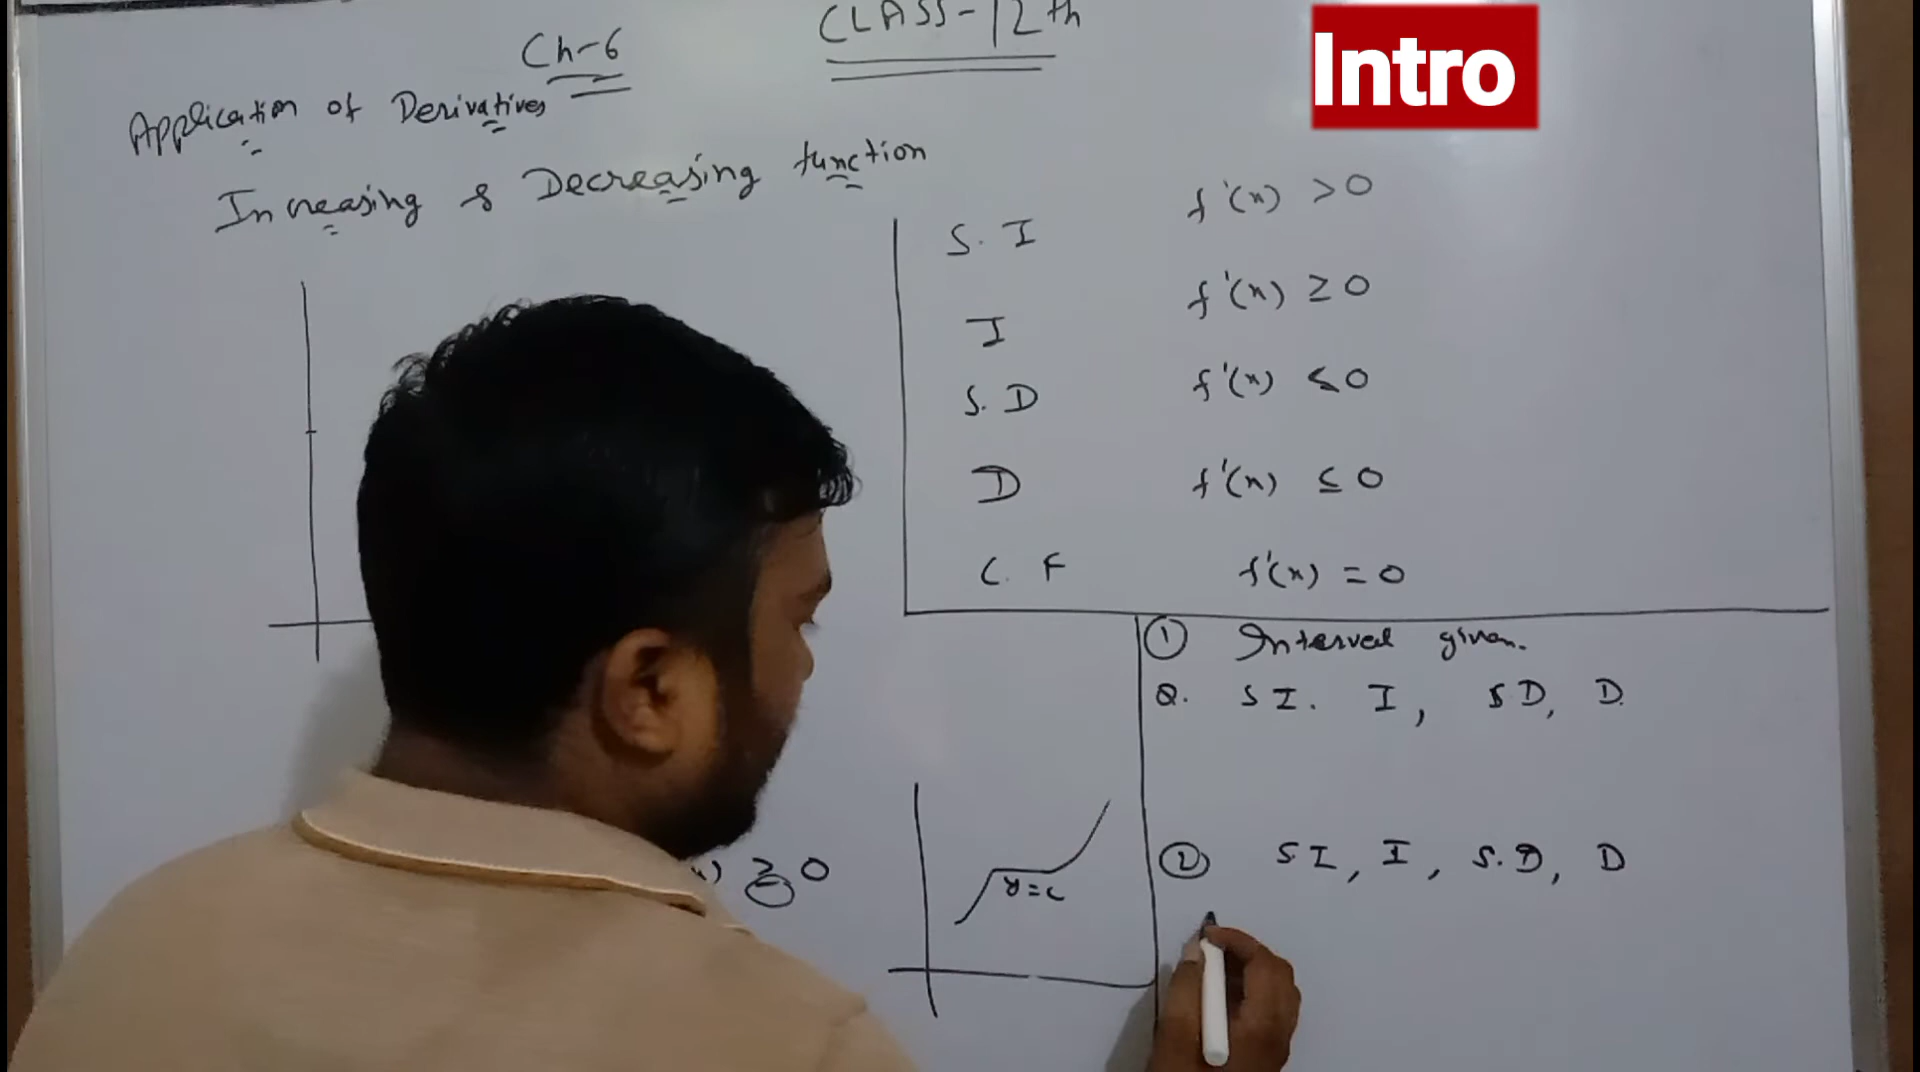 CLASS-12th
Ch-6
Intro
Application of Derivatives
Increasing & Decreasing function
S. I f'(x) >0
I f'(x) ≥0
S. D f'(x) <0
D f'(x) ≤0
C. F f'(x) =0
① Interval given.
Q. S I. I, S D, D.
② S I, I, S. D, D
) ≥ 0
y=c